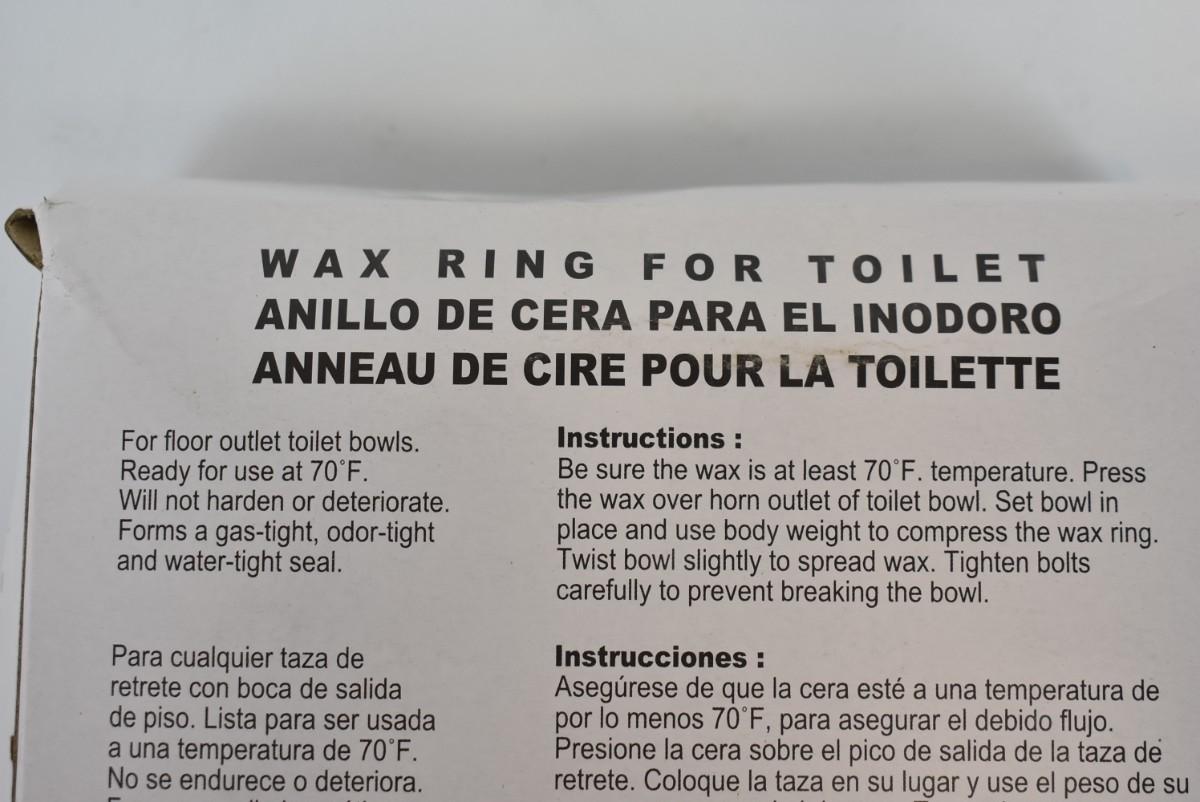 WAX RING FOR TOILET
ANILLO DE CERA PARA EL INODORO
ANNEAU DE CIRE POUR LA TOILETTE
For floor outlet toilet bowls.
Ready for use at 70°F.
Will not harden or deteriorate.
Forms a gas-tight, odor-tight
and water-tight seal.
Instructions :
Be sure the wax is at least 70°F. temperature. Press
the wax over horn outlet of toilet bowl. Set bowl in
place and use body weight to compress the wax ring.
Twist bowl slightly to spread wax. Tighten bolts
carefully to prevent breaking the bowl.
Para cualquier taza de
retrete con boca de salida
de piso. Lista para ser usada
a una temperatura de 70°F.
No se endurece o deteriora.
Instrucciones :
Asegúrese de que la cera esté a una temperatura de
por lo menos 70°F, para asegurar el debido flujo.
Presione la cera sobre el pico de salida de la taza de
retrete. Coloque la taza en su lugar y use el peso de su